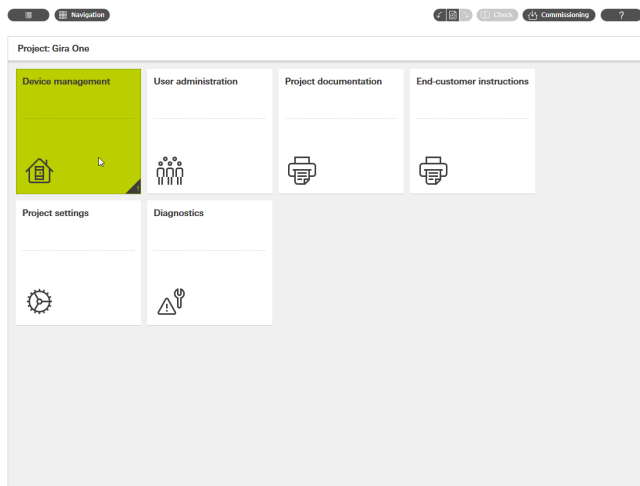 Navigation
Check
Commissioning
?
Project: Gira One
Device management
User administration
Project documentation
End-customer instructions
Project settings
Diagnostics